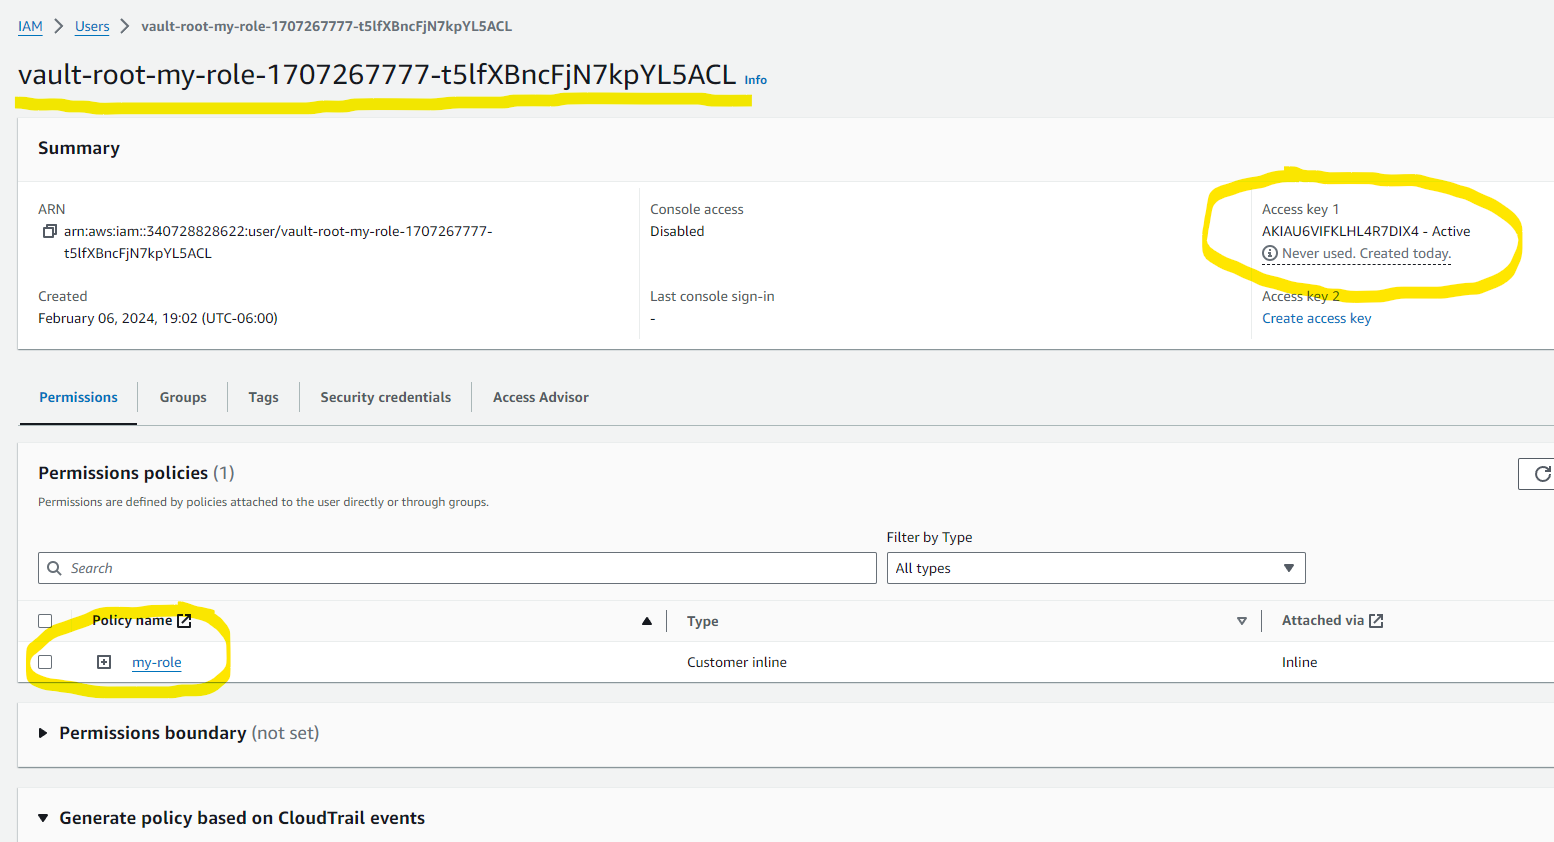 IAM > Users > vault-root-my-role-1707267777-t5lfXBncFjN7kpYL5ACL
vault-root-my-role-1707267777-t5lfXBncFjN7kpYL5ACL Info
Summary
ARN
arn:aws:iam::340728828622:user/vault-root-my-role-1707267777-
t5lfXBncFjN7kpYL5ACL
Created
February 06, 2024, 19:02 (UTC-06:00)
Console access
Disabled
Last console sign-in
-
Access key 1
AKIAU6VIFKLHL4R7DIX4 - Active
Never used. Created today.
Access key 2
Create access key
Permissions
Groups
Tags
Security credentials
Access Advisor
Permissions policies (1)
Permissions are defined by policies attached to the user directly or through groups.
Filter by Type
Search
All types
Policy name
Type
Attached via
my-role
Customer inline
Inline
Permissions boundary (not set)
Generate policy based on CloudTrail events